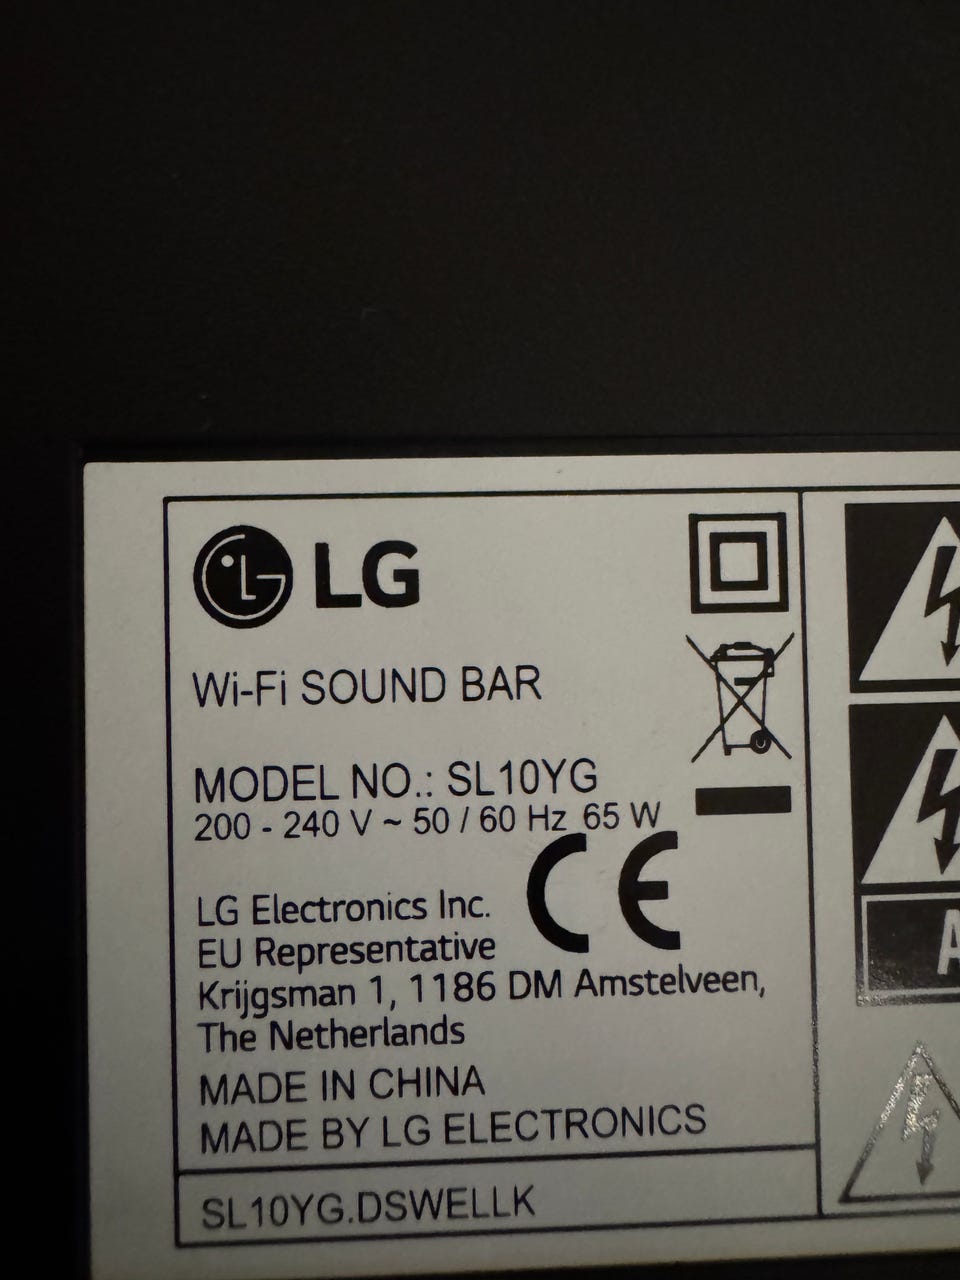 LG
Wi-Fi SOUND BAR
MODEL NO.: SL10YG
200 - 240 V ~ 50 / 60 Hz 65 W
CE
LG Electronics Inc.
EU Representative
Krijgsman 1, 1186 DM Amstelveen,
The Netherlands
MADE IN CHINA
MADE BY LG ELECTRONICS
SL10YG.DSWELLK